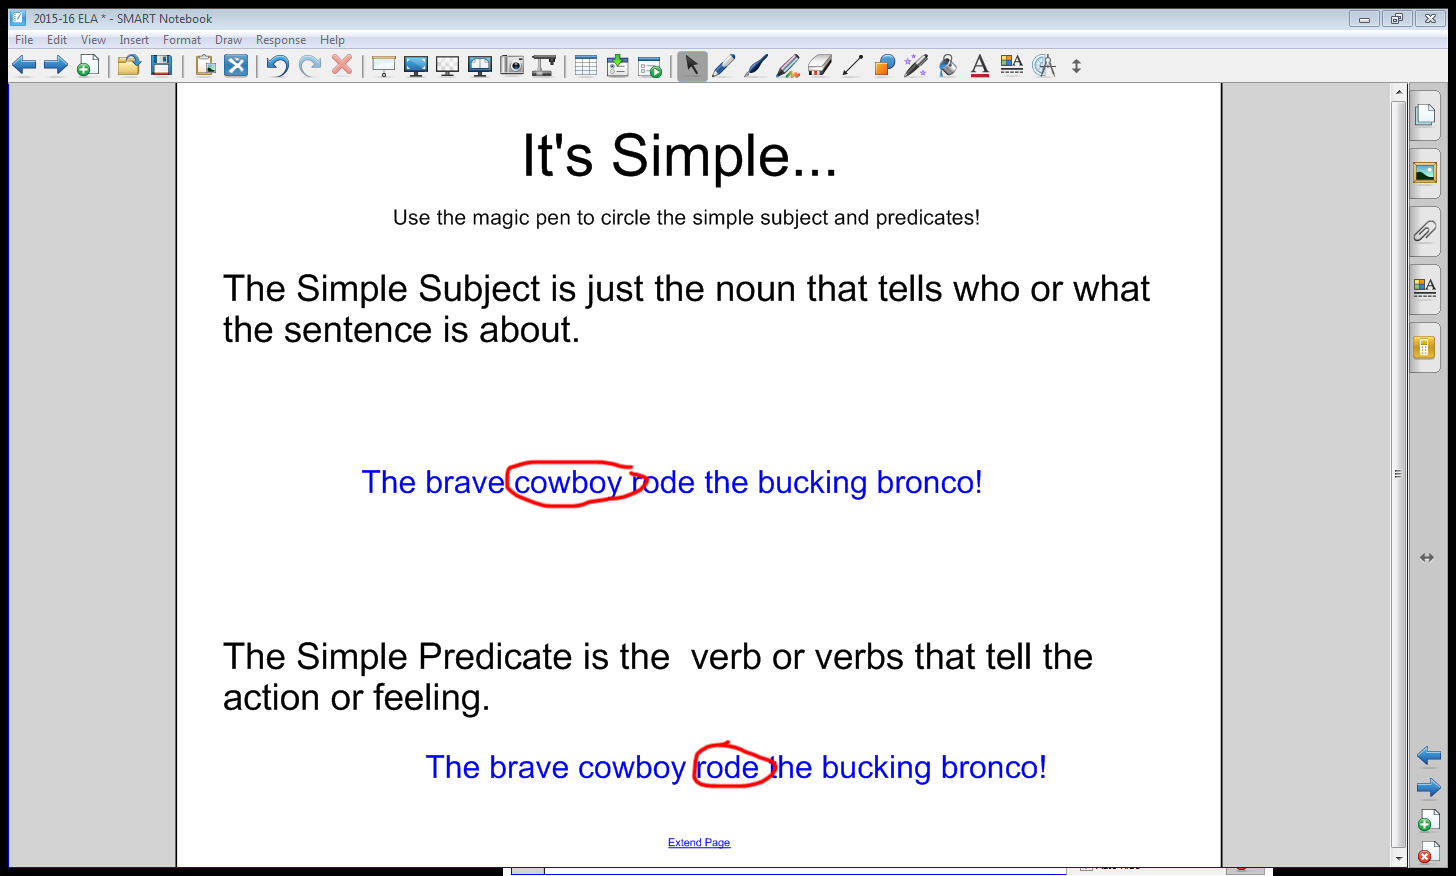 2015-16 ELA * - SMART Notebook
File Edit View Insert Format Draw Response Help
It's Simple...
Use the magic pen to circle the simple subject and predicates!
The Simple Subject is just the noun that tells who or what
the sentence is about.
The brave cowboy rode the bucking bronco!
The Simple Predicate is the verb or verbs that tell the
action or feeling.
The brave cowboy rode the bucking bronco!
Extend Page